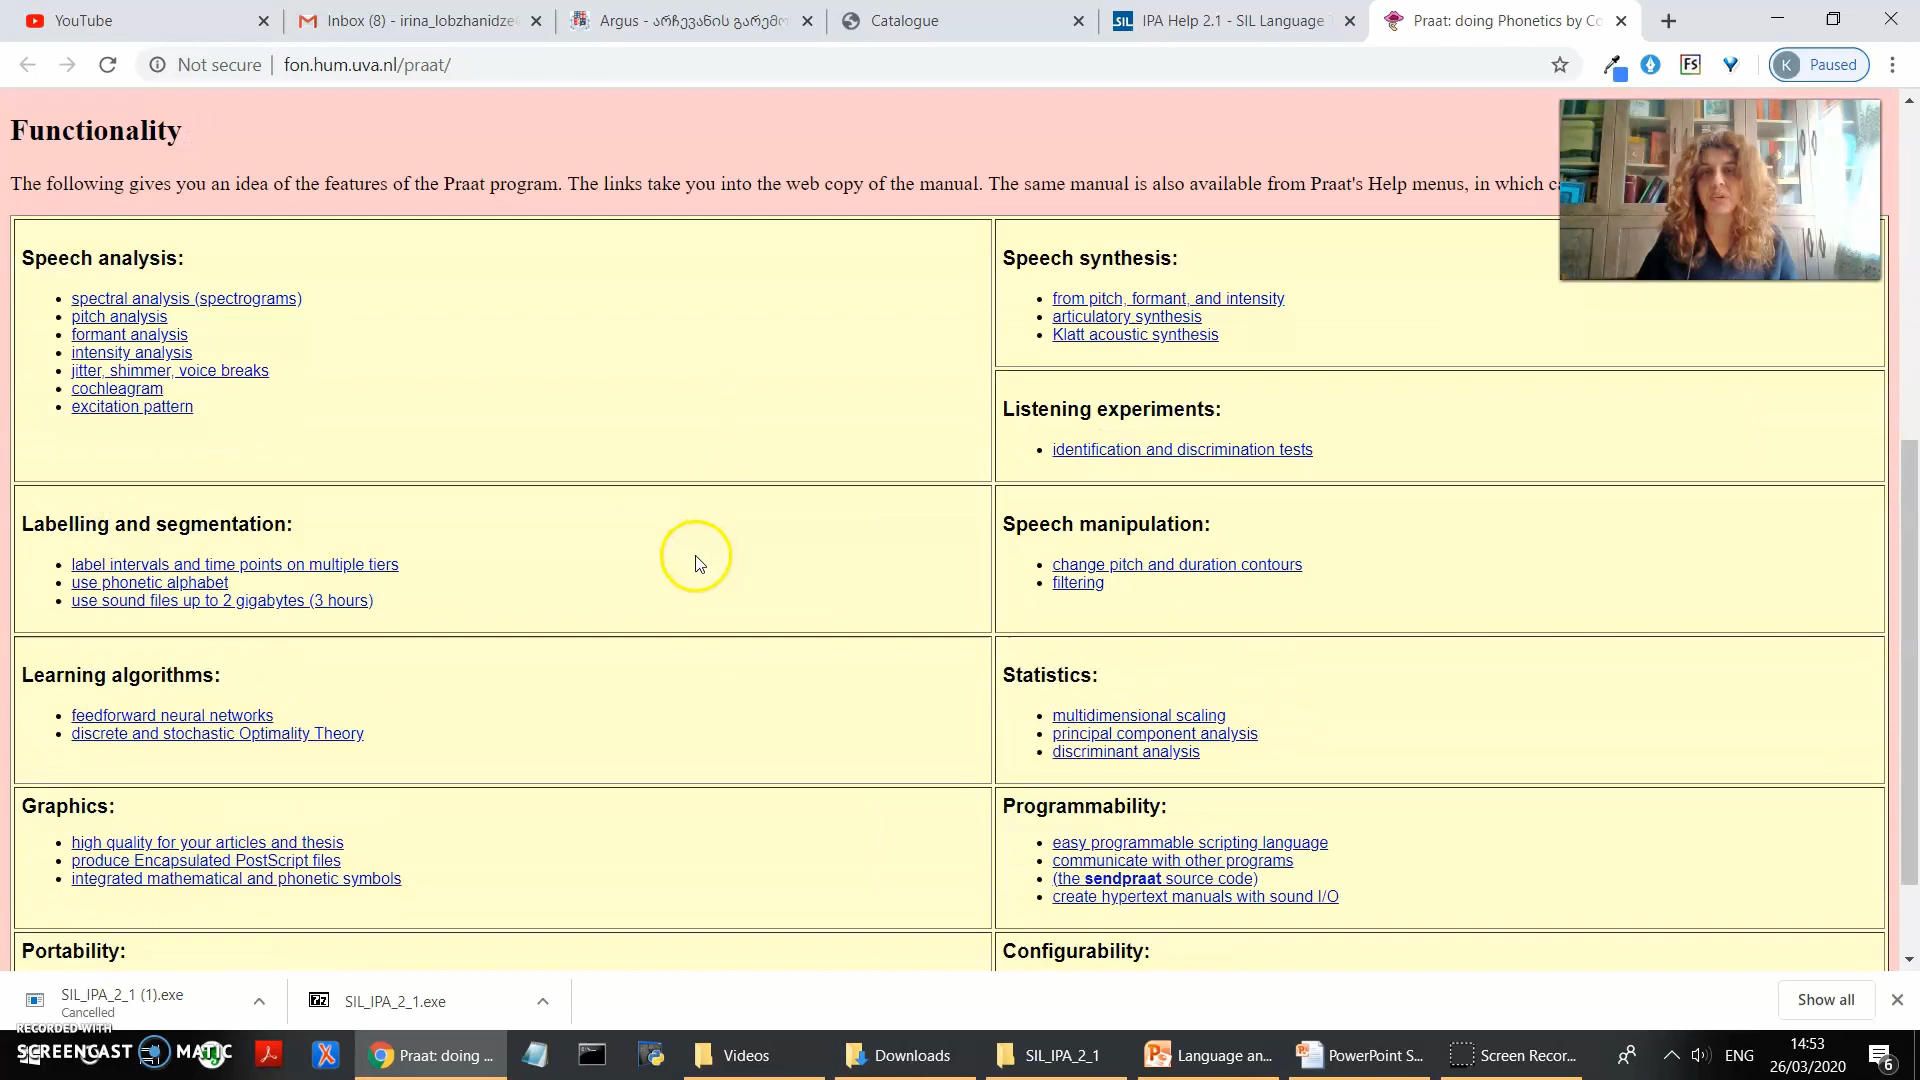 YouTube
Inbox (8) - irina_lobzhanidze
Argus - არჩევანის გარემო
Catalogue
SIL
IPA Help 2.1 - SIL Language T
Praat: doing Phonetics by Co
Not secure
fon.hum.uva.nl/praat/
FS
K
Paused
Functionality
The following gives you an idea of the features of the Praat program. The links take you into the web copy of the manual. The same manual is also available from Praat's Help menus, in which ca
Speech analysis:
spectral analysis (spectrograms)
pitch analysis
formant analysis
intensity analysis
jitter, shimmer, voice breaks
cochleagram
excitation pattern
Speech synthesis:
from pitch, formant, and intensity
articulatory synthesis
Klatt acoustic synthesis
Listening experiments:
identification and discrimination tests
Labelling and segmentation:
label intervals and time points on multiple tiers
use phonetic alphabet
use sound files up to 2 gigabytes (3 hours)
Speech manipulation:
change pitch and duration contours
filtering
Learning algorithms:
feedforward neural networks
discrete and stochastic Optimality Theory
Statistics:
multidimensional scaling
principal component analysis
discriminant analysis
Graphics:
high quality for your articles and thesis
produce Encapsulated PostScript files
integrated mathematical and phonetic symbols
Programmability:
easy programmable scripting language
communicate with other programs
(the sendpraat source code)
create hypertext manuals with sound I/O
Portability:
Configurability:
SIL_IPA_2_1 (1).exe
Cancelled
7z
SIL_IPA_2_1.exe
Show all
RECORDED WITH
SCREENCAST MATIC
Praat: doing ...
Videos
Downloads
SIL_IPA_2_1
Language an...
PowerPoint S...
Screen Recor...
ENG
14:53
26/03/2020
6